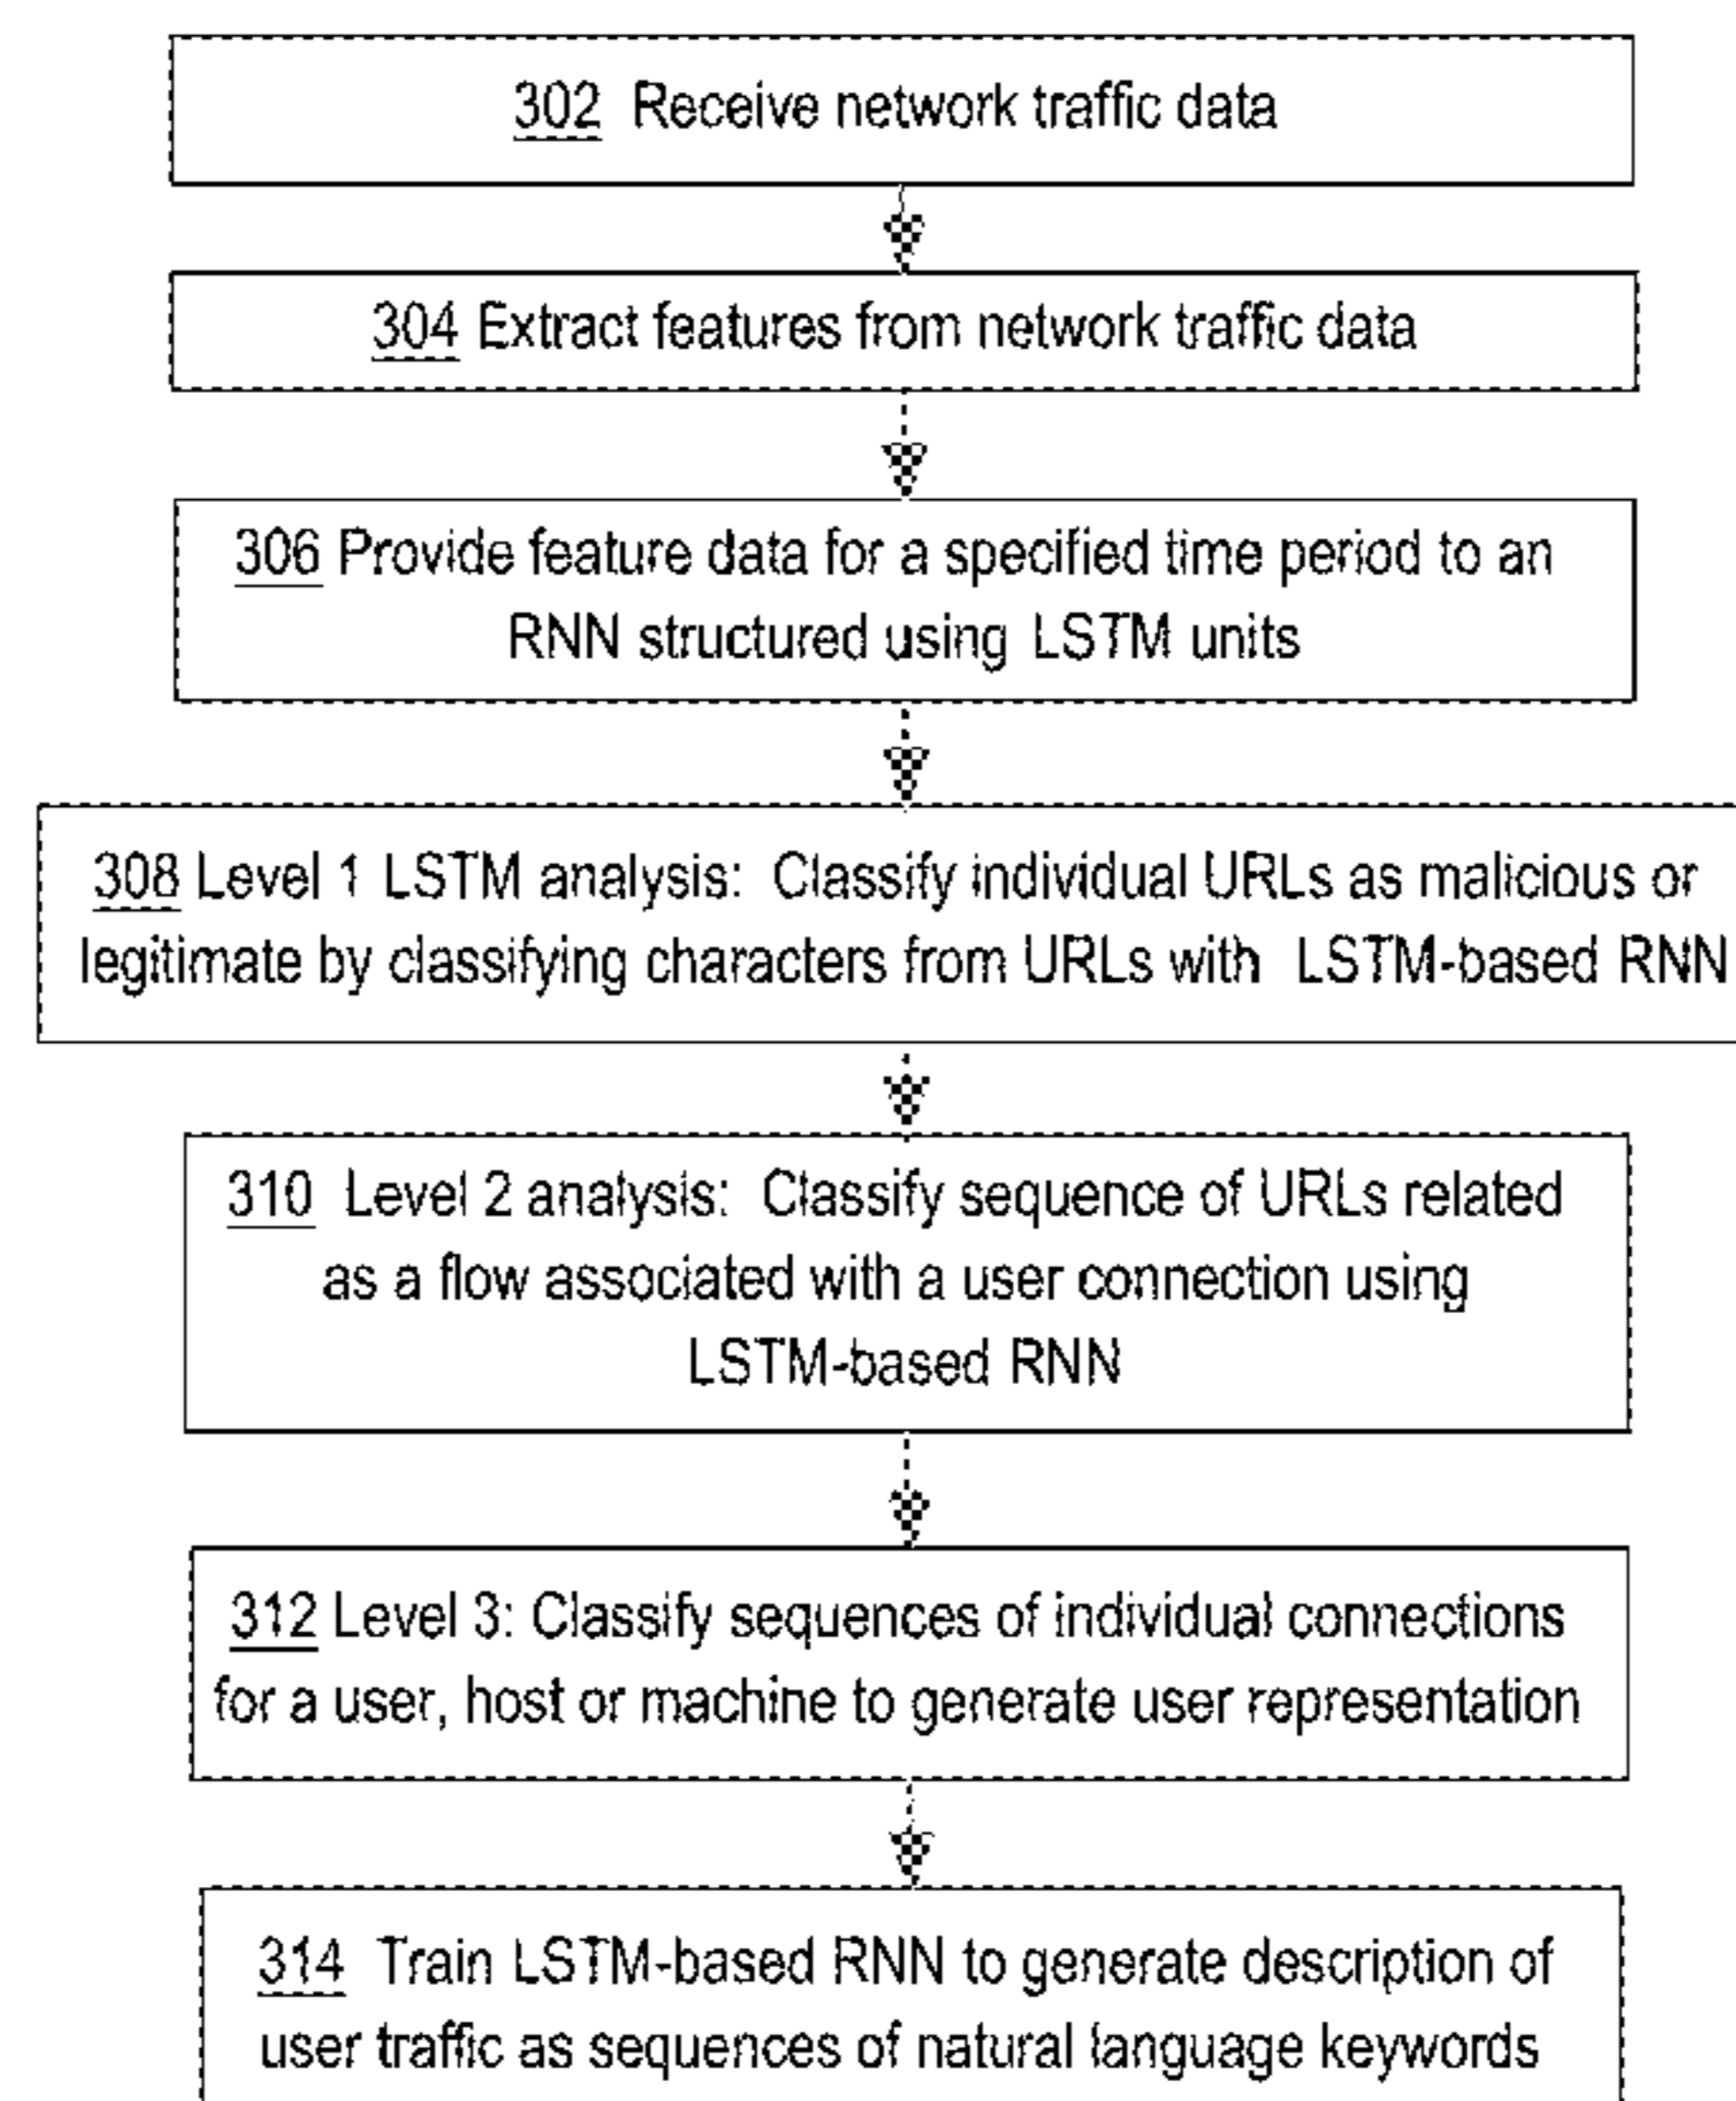 302 Receive network traffic data
304 Extract features from network traffic data
306 Provide feature data for a specified time period to an
RNN structured using LSTM units
308 Level 1 LSTM analysis: Classify individual URLs as malicious or
legitimate by classifying characters from URLs with LSTM-based RNN
310 Level 2 analysis: Classify sequence of URLs related
as a flow associated with a user connection using
LSTM-based RNN
312 Level 3: Classify sequences of individual connections
for a user, host or machine to generate user representation
314 Train LSTM-based RNN to generate description of
user traffic as sequences of natural language keywords